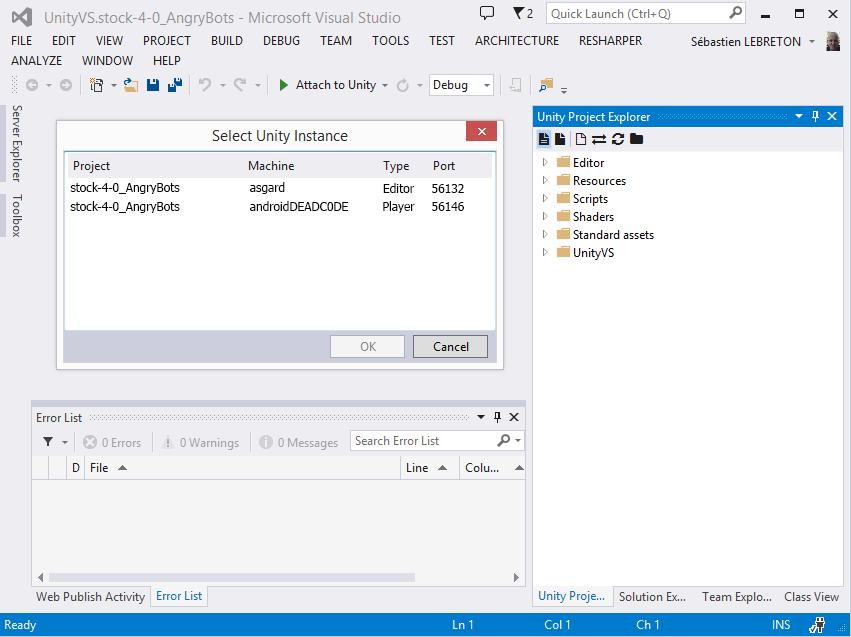 UnityVS.stock-4-0_AngryBots - Microsoft Visual Studio
2
Quick Launch (Ctrl+Q)
FILE EDIT VIEW PROJECT BUILD DEBUG TEAM TOOLS TEST ARCHITECTURE RESHARPER
Sébastien LEBRETON
ANALYZE WINDOW HELP
Attach to Unity
Debug
Server Explorer
Toolbox
Select Unity Instance
Project Machine Type Port
stock-4-0_AngryBots asgard Editor 56132
stock-4-0_AngryBots androidDEADC0DE Player 56146
OK Cancel
Unity Project Explorer
Editor
Resources
Scripts
Shaders
Standard assets
UnityVS
Error List
0 Errors 0 Warnings 0 Messages Search Error List
D File Line Colu...
Web Publish Activity Error List
Unity Proje... Solution Ex... Team Explo... Class View
Ready Ln 1 Col 1 Ch 1 INS